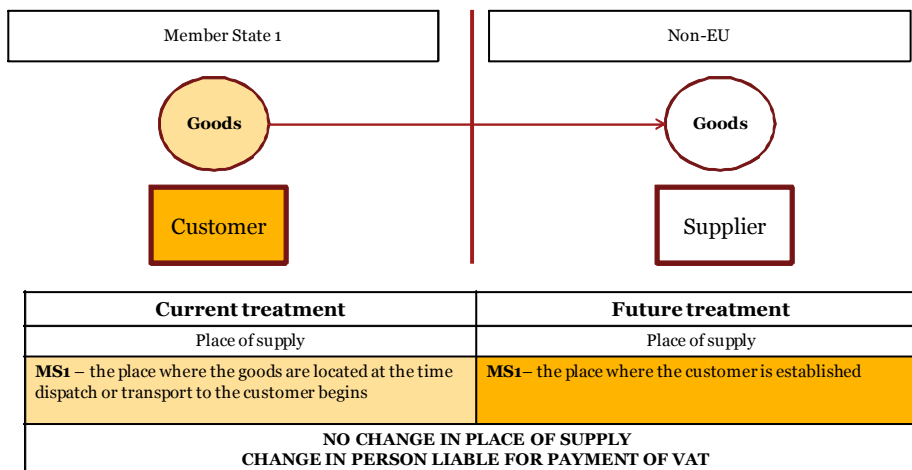 Member State 1
Non-EU
Goods
Goods
Customer
Supplier
Current treatment
Future treatment
Place of supply
Place of supply
MS1 – the place where the goods are located at the time
dispatch or transport to the customer begins
MS1– the place where the customer is established
NO CHANGE IN PLACE OF SUPPLY
CHANGE IN PERSON LIABLE FOR PAYMENT OF VAT